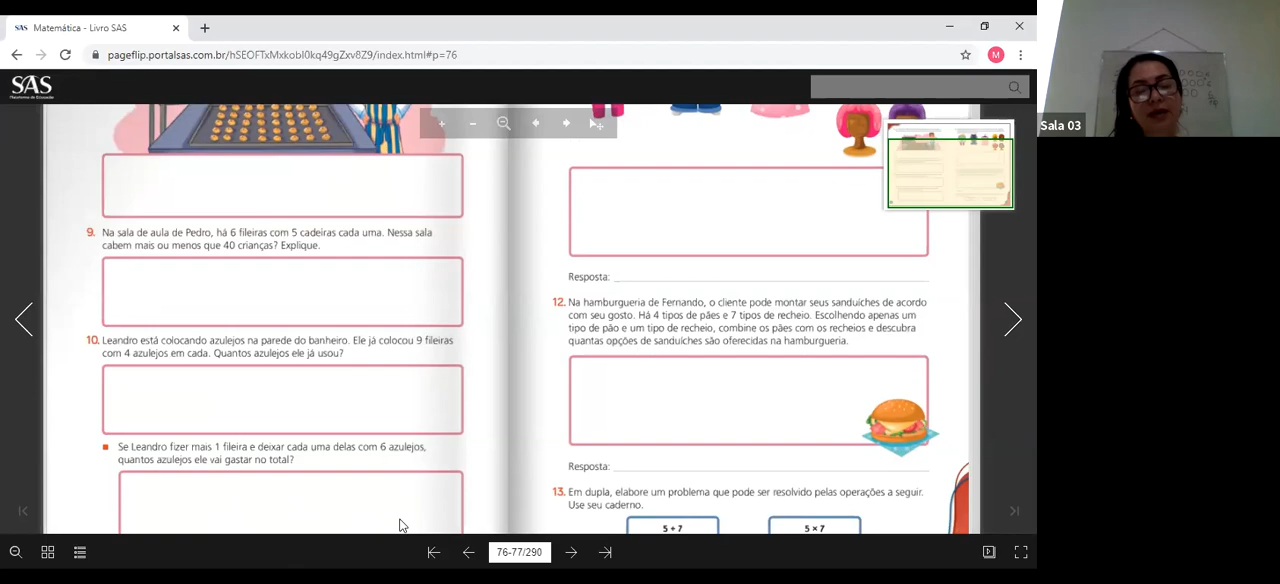 Matemática - Livro SAS
pageflip.portalsas.com.br/hSEOFTxMxkobI0kq49gZxv8Z9/index.html#p=76
M
SAS
Plataforma de Educação
Sala 03
9. Na sala de aula de Pedro, há 6 fileiras com 5 cadeiras cada uma. Nessa sala
cabem mais ou menos que 40 crianças? Explique.
10. Leandro está colocando azulejos na parede do banheiro. Ele já colocou 9 fileiras
com 4 azulejos em cada. Quantos azulejos ele já usou?
Se Leandro fizer mais 1 fileira e deixar cada uma delas com 6 azulejos,
quantos azulejos ele vai gastar no total?
Resposta:
12. Na hamburgueria de Fernando, o cliente pode montar seus sanduíches de acordo
com seu gosto. Há 4 tipos de pães e 7 tipos de recheio. Escolhendo apenas um
tipo de pão e um tipo de recheio, combine os pães com os recheios e descubra
quantas opções de sanduíches são oferecidas na hamburgueria.
Resposta:
13. Em dupla, elabore um problema que pode ser resolvido pelas operações a seguir.
Use seu caderno.
5 + 7
5 × 7
76-77/290